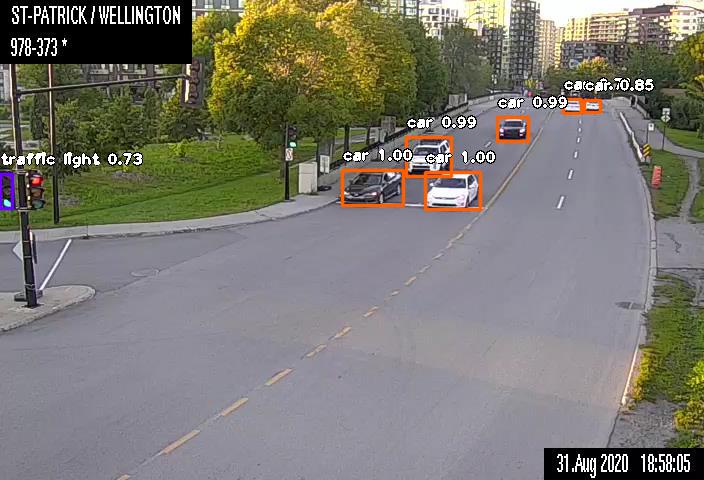 ST-PATRICK / WELLINGTON
978-373 *
car 0.85
car 0.99
car 0.99
car 1.00
car 1.00
traffic light 0.73
31.Aug 2020 18:58:05